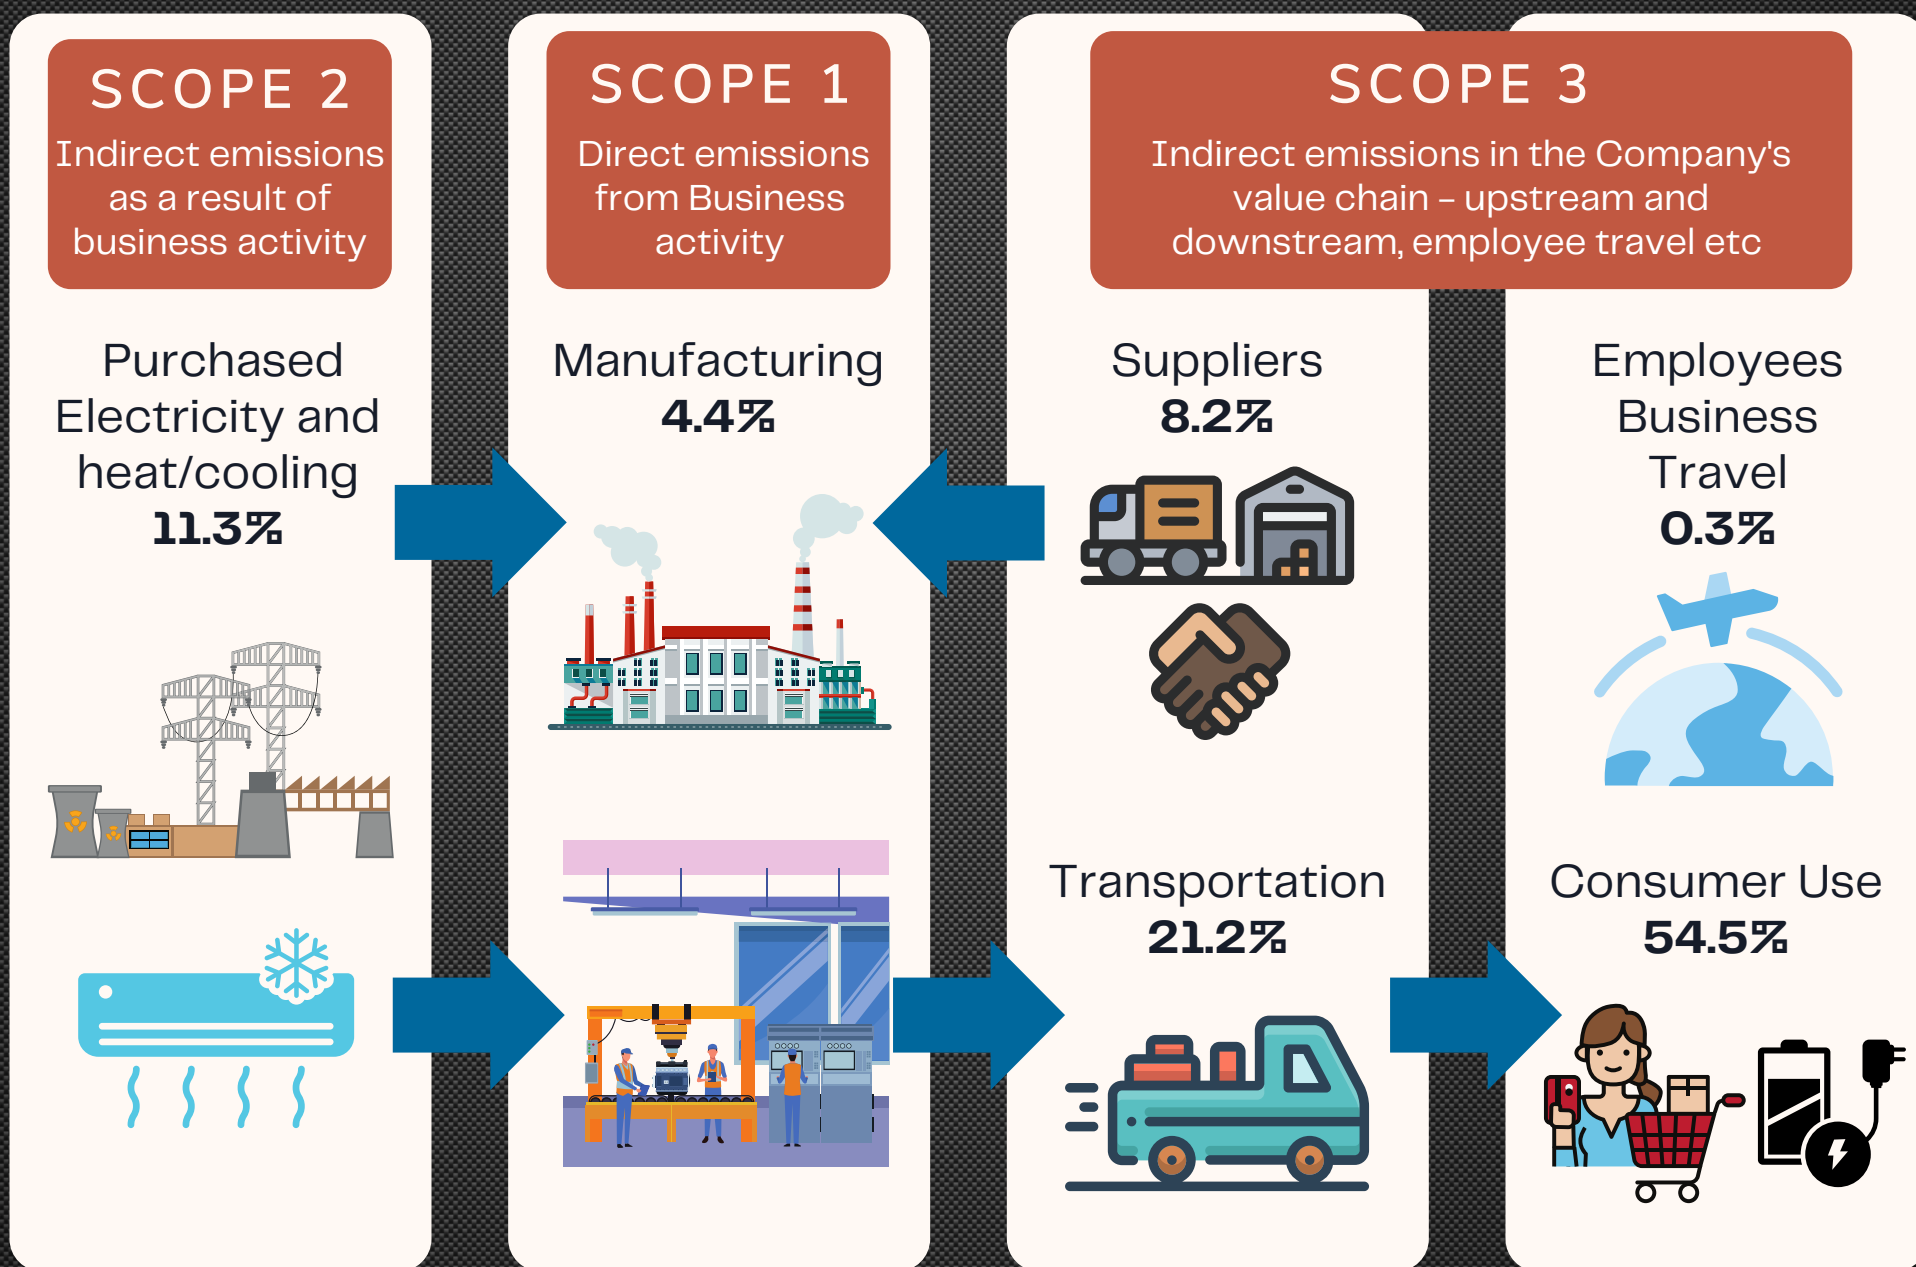 SCOPE 2
Indirect emissions
as a result of
business activity
Purchased
Electricity and
heat/cooling
11.3%
SCOPE 1
Direct emissions
from Business
activity
Manufacturing
4.4%
SCOPE 3
Indirect emissions in the Company's
value chain - upstream and
downstream, employee travel etc
Suppliers
8.2%
Transportation
21.2%
Employees
Business
Travel
0.3%
Consumer Use
54.5%